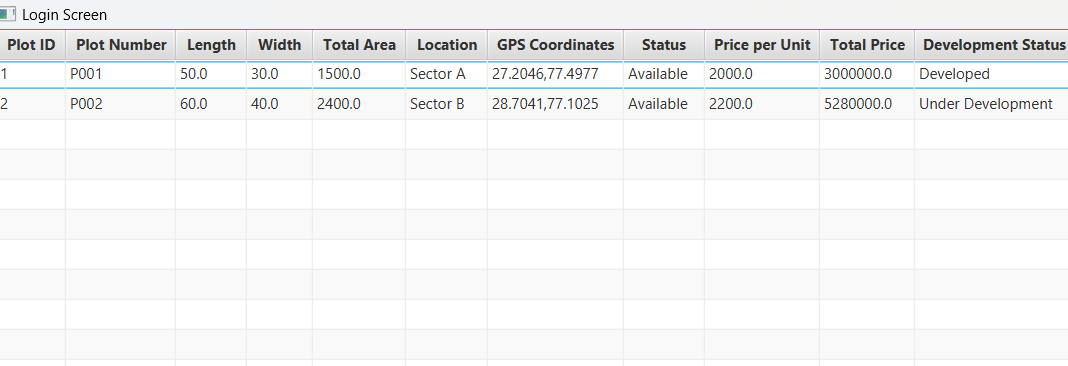 Login Screen
Plot ID Plot Number Length Width Total Area Location GPS Coordinates Status Price per Unit Total Price Development Status
1 P001 50.0 30.0 1500.0 Sector A 27.2046,77.4977 Available 2000.0 3000000.0 Developed
2 P002 60.0 40.0 2400.0 Sector B 28.7041,77.1025 Available 2200.0 5280000.0 Under Development